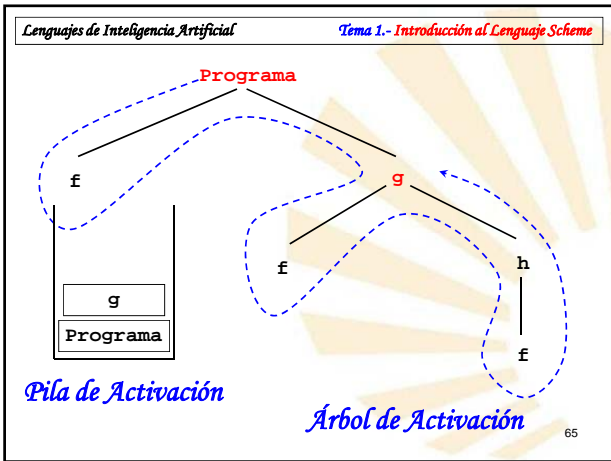 Lenguajes de Inteligencia Artificial Tema 1.- Introducción al Lenguaje Scheme
Programa
f g
f h
g
Programa
f
Pila de Activación
Árbol de Activación
65